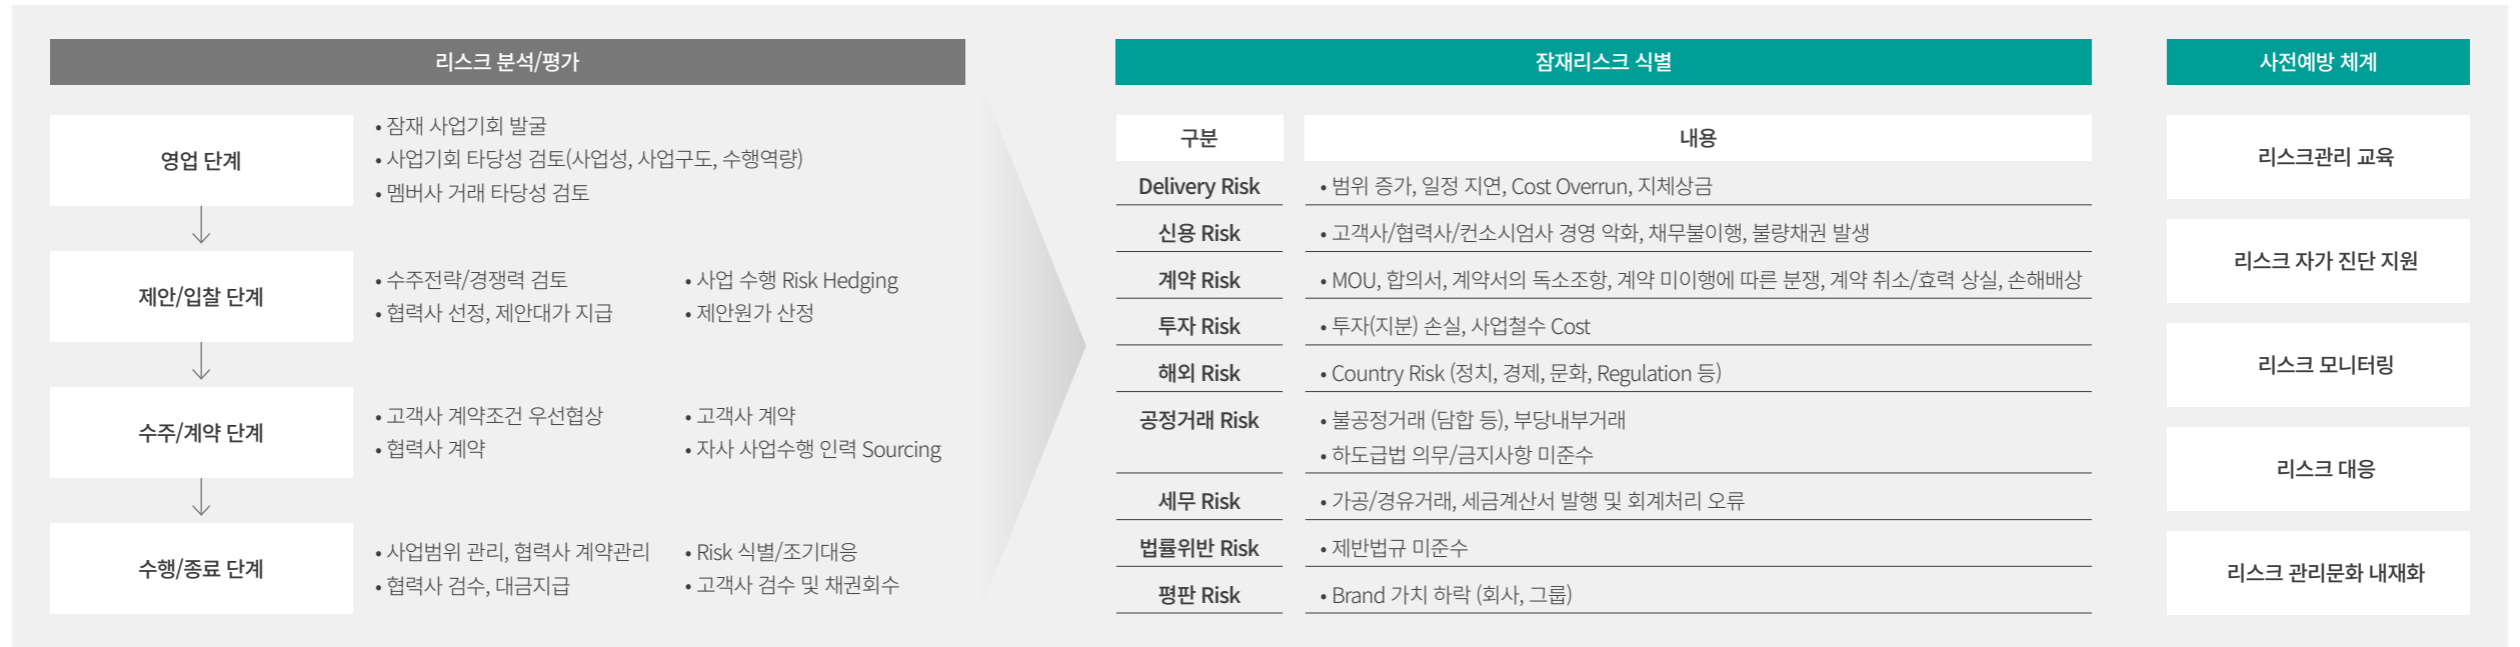 리스크 분석/평가
영업 단계
• 잠재 사업기회 발굴
• 사업기회 타당성 검토(사업성, 사업구도, 수행역량)
• 멤버사 거래 타당성 검토
제안/입찰 단계
• 수주전략/경쟁력 검토
• 협력사 선정, 제안대가 지급
• 사업 수행 Risk Hedging
• 제안원가 산정
수주/계약 단계
• 고객사 계약조건 우선협상
• 협력사 계약
• 고객사 계약
• 자사 사업수행 인력 Sourcing
수행/종료 단계
• 사업범위 관리, 협력사 계약관리
• 협력사 검수, 대금지급
• Risk 식별/조기대응
• 고객사 검수 및 채권회수
잠재리스크 식별
구분 내용
Delivery Risk • 범위 증가, 일정 지연, Cost Overrun, 지체상금
신용 Risk • 고객사/협력사/컨소시엄사 경영 악화, 채무불이행, 불량채권 발생
계약 Risk • MOU, 합의서, 계약서의 독소조항, 계약 미이행에 따른 분쟁, 계약 취소/효력 상실, 손해배상
투자 Risk • 투자(지분) 손실, 사업철수 Cost
해외 Risk • Country Risk (정치, 경제, 문화, Regulation 등)
공정거래 Risk • 불공정거래 (담합 등), 부당내부거래
• 하도급법 의무/금지사항 미준수
세무 Risk • 가공/경유거래, 세금계산서 발행 및 회계처리 오류
법률위반 Risk • 제반법규 미준수
평판 Risk • Brand 가치 하락 (회사, 그룹)
사전예방 체계
리스크관리 교육
리스크 자가 진단 지원
리스크 모니터링
리스크 대응
리스크 관리문화 내재화